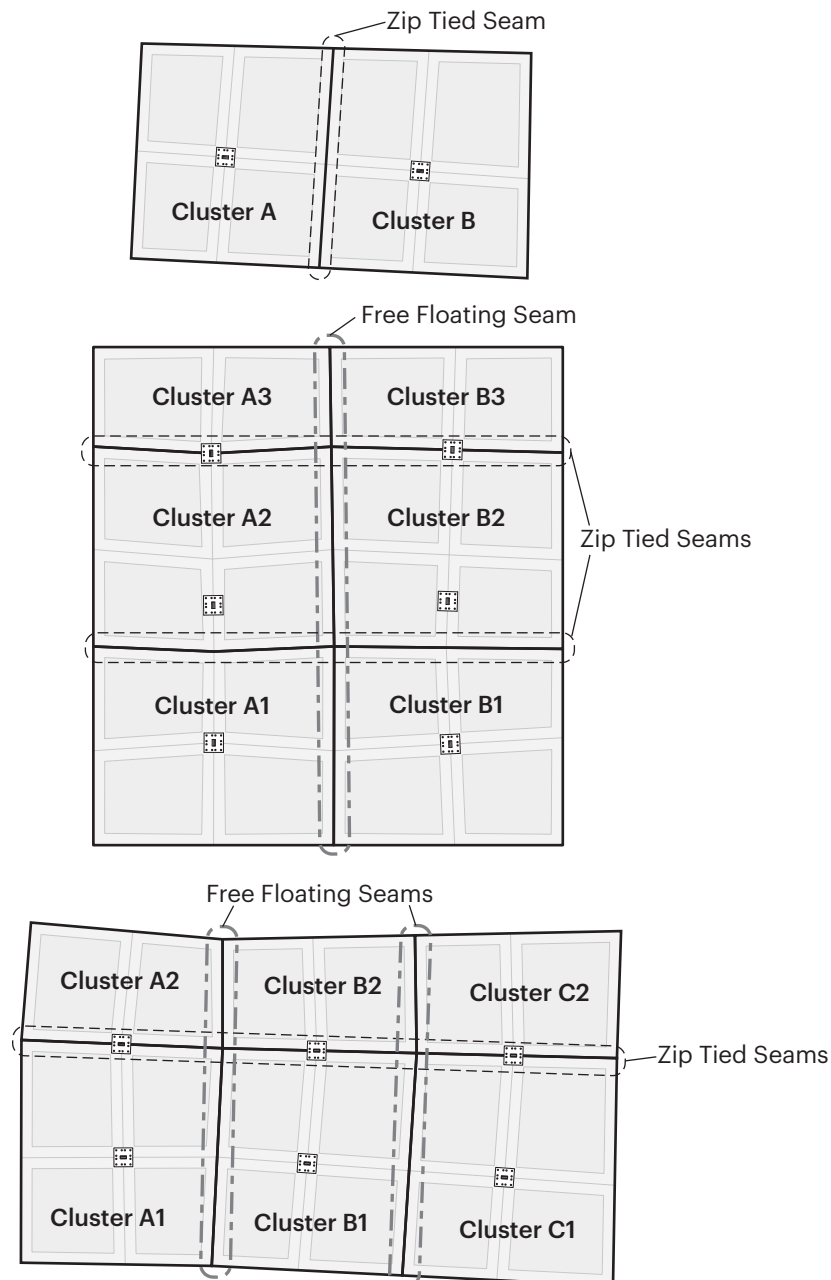 Zip Tied Seam
Cluster A
Cluster B
Free Floating Seam
Cluster A3
Cluster B3
Cluster A2
Cluster B2
Zip Tied Seams
Cluster A1
Cluster B1
Free Floating Seams
Cluster A2
Cluster B2
Cluster C2
Zip Tied Seams
Cluster A1
Cluster B1
Cluster C1